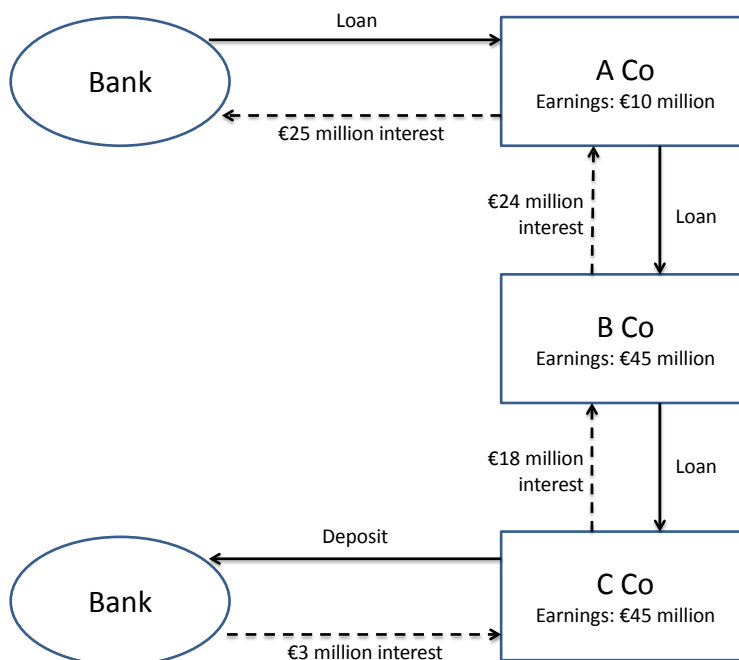 Loan
Bank
A Co
Earnings: €10 million
€25 million interest
€24 million
interest
Loan
B Co
Earnings: €45 million
€18 million
interest
Loan
Deposit
Bank
C Co
Earnings: €45 million
€3 million interest